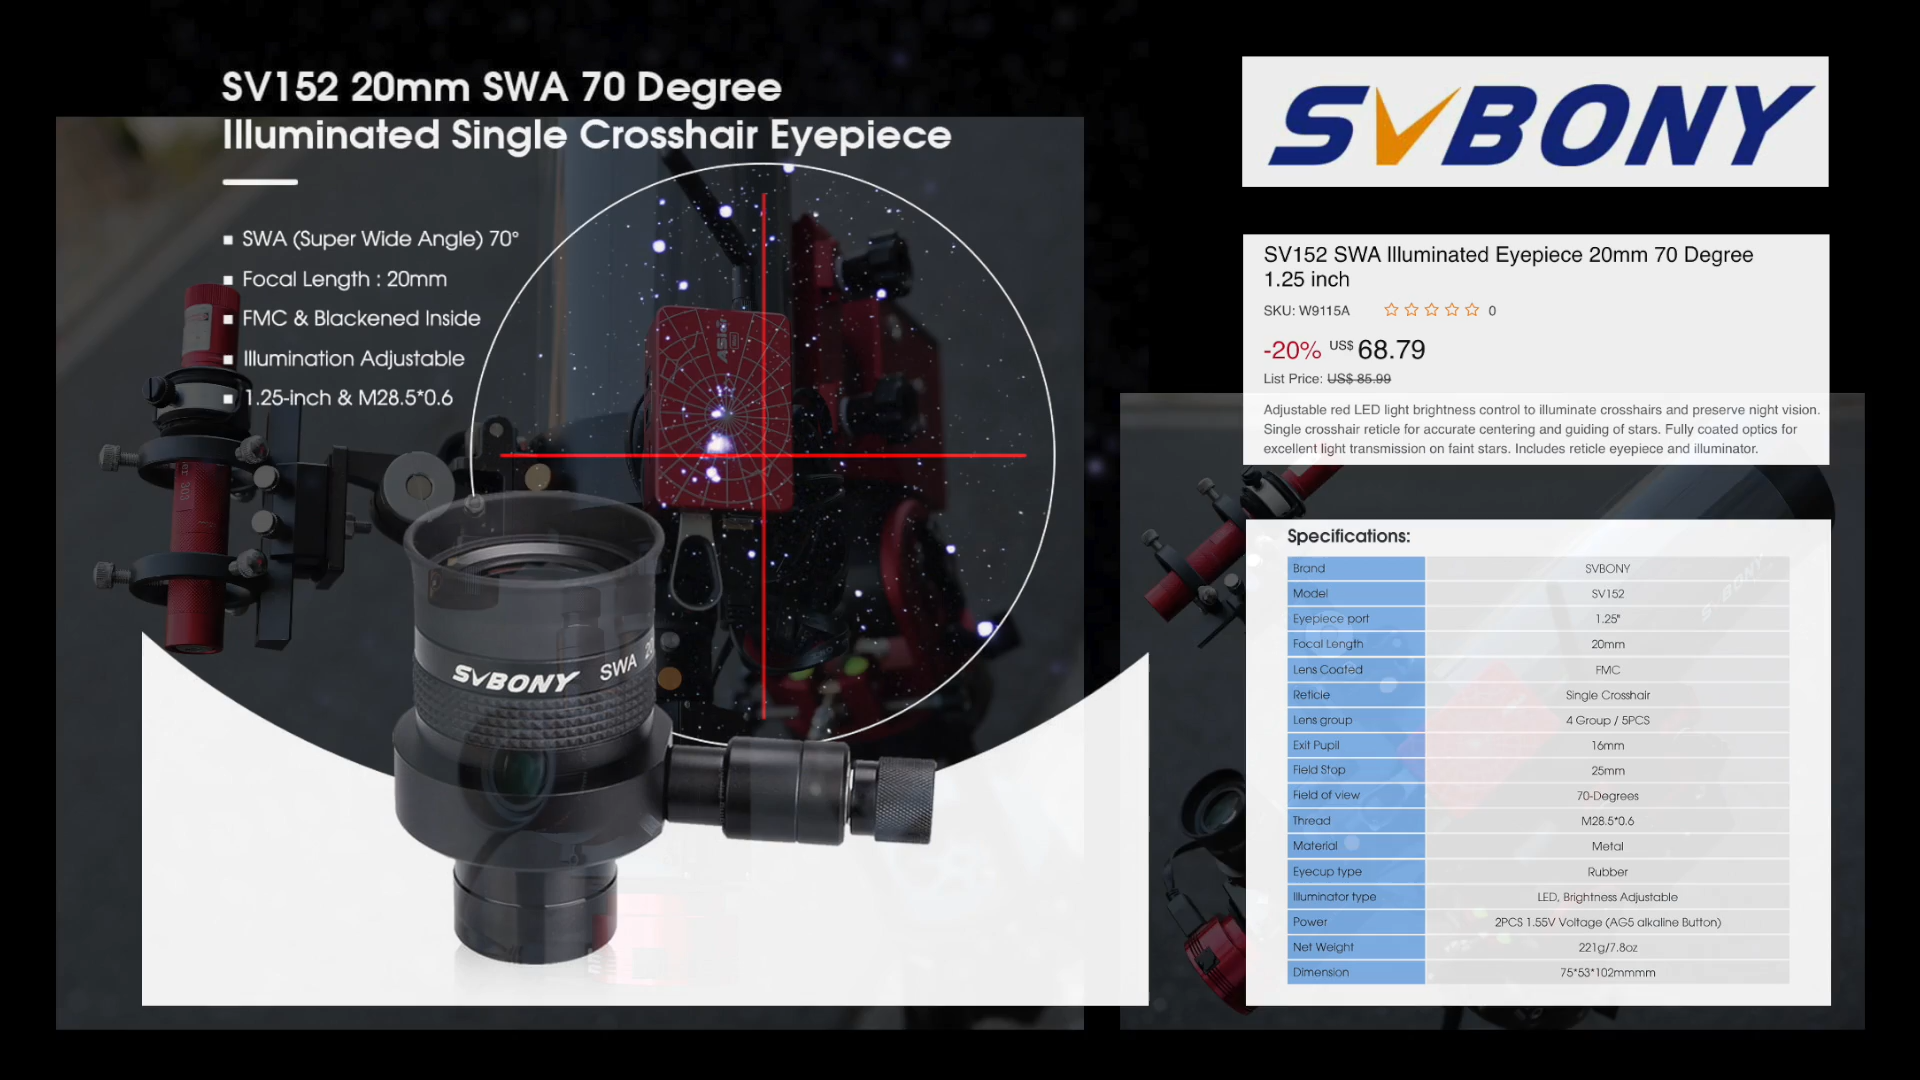 SV152 20mm SWA 70 Degree
Illuminated Single Crosshair Eyepiece
SWA (Super Wide Angle) 70°
Focal Length : 20mm
FMC & Blackened Inside
Illumination Adjustable
1.25-inch & M28.5*0.6
SVBONY SWA 20
ASIAIR
SVBONY
SV152 SWA Illuminated Eyepiece 20mm 70 Degree
1.25 inch
SKU: W9115A 0
-20% US$ 68.79
List Price: US$ 85.99
Adjustable red LED light brightness control to illuminate crosshairs and preserve night vision.
Single crosshair reticle for accurate centering and guiding of stars. Fully coated optics for
excellent light transmission on faint stars. Includes reticle eyepiece and illuminator.
Specifications:
Brand SVBONY
Model SV152
Eyepiece port 1.25"
Focal Length 20mm
Lens Coated FMC
Reticle Single Crosshair
Lens group 4 Group / 5PCS
Exit Pupil 16mm
Field Stop 25mm
Field of view 70-Degrees
Thread M28.5*0.6
Material Metal
Eyecup type Rubber
Illuminator type LED, Brightness Adjustable
Power 2PCS 1.55V Voltage (AG5 alkaline Button)
Net Weight 221g/7.8oz
Dimension 75*53*102mmmm
SVBONY